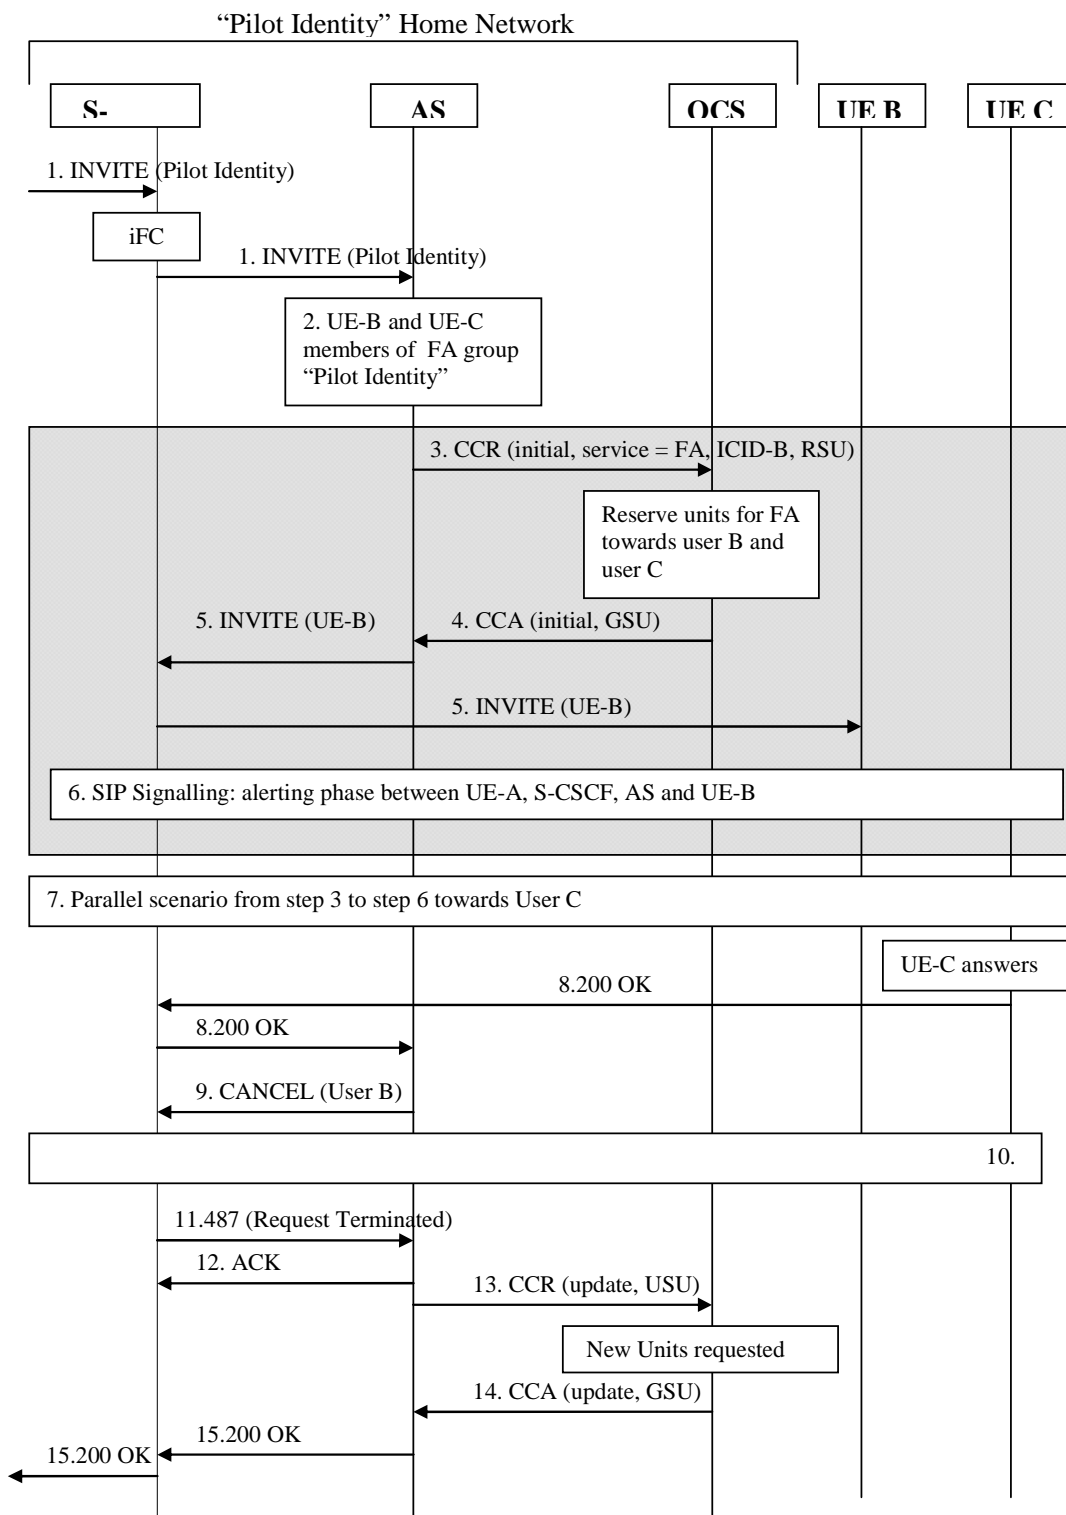 “Pilot Identity” Home Network
S-
AS
OCS
UE B
UE C
1. INVITE (Pilot Identity)
iFC
1. INVITE (Pilot Identity)
2. UE-B and UE-C
members of FA group
“Pilot Identity”
3. CCR (initial, service = FA, ICID-B, RSU)
Reserve units for FA
towards user B and
user C
5. INVITE (UE-B)
4. CCA (initial, GSU)
5. INVITE (UE-B)
6. SIP Signalling: alerting phase between UE-A, S-CSCF, AS and UE-B
7. Parallel scenario from step 3 to step 6 towards User C
UE-C answers
8.200 OK
8.200 OK
9. CANCEL (User B)
10.
11.487 (Request Terminated)
12. ACK
13. CCR (update, USU)
New Units requested
14. CCA (update, GSU)
15.200 OK
15.200 OK